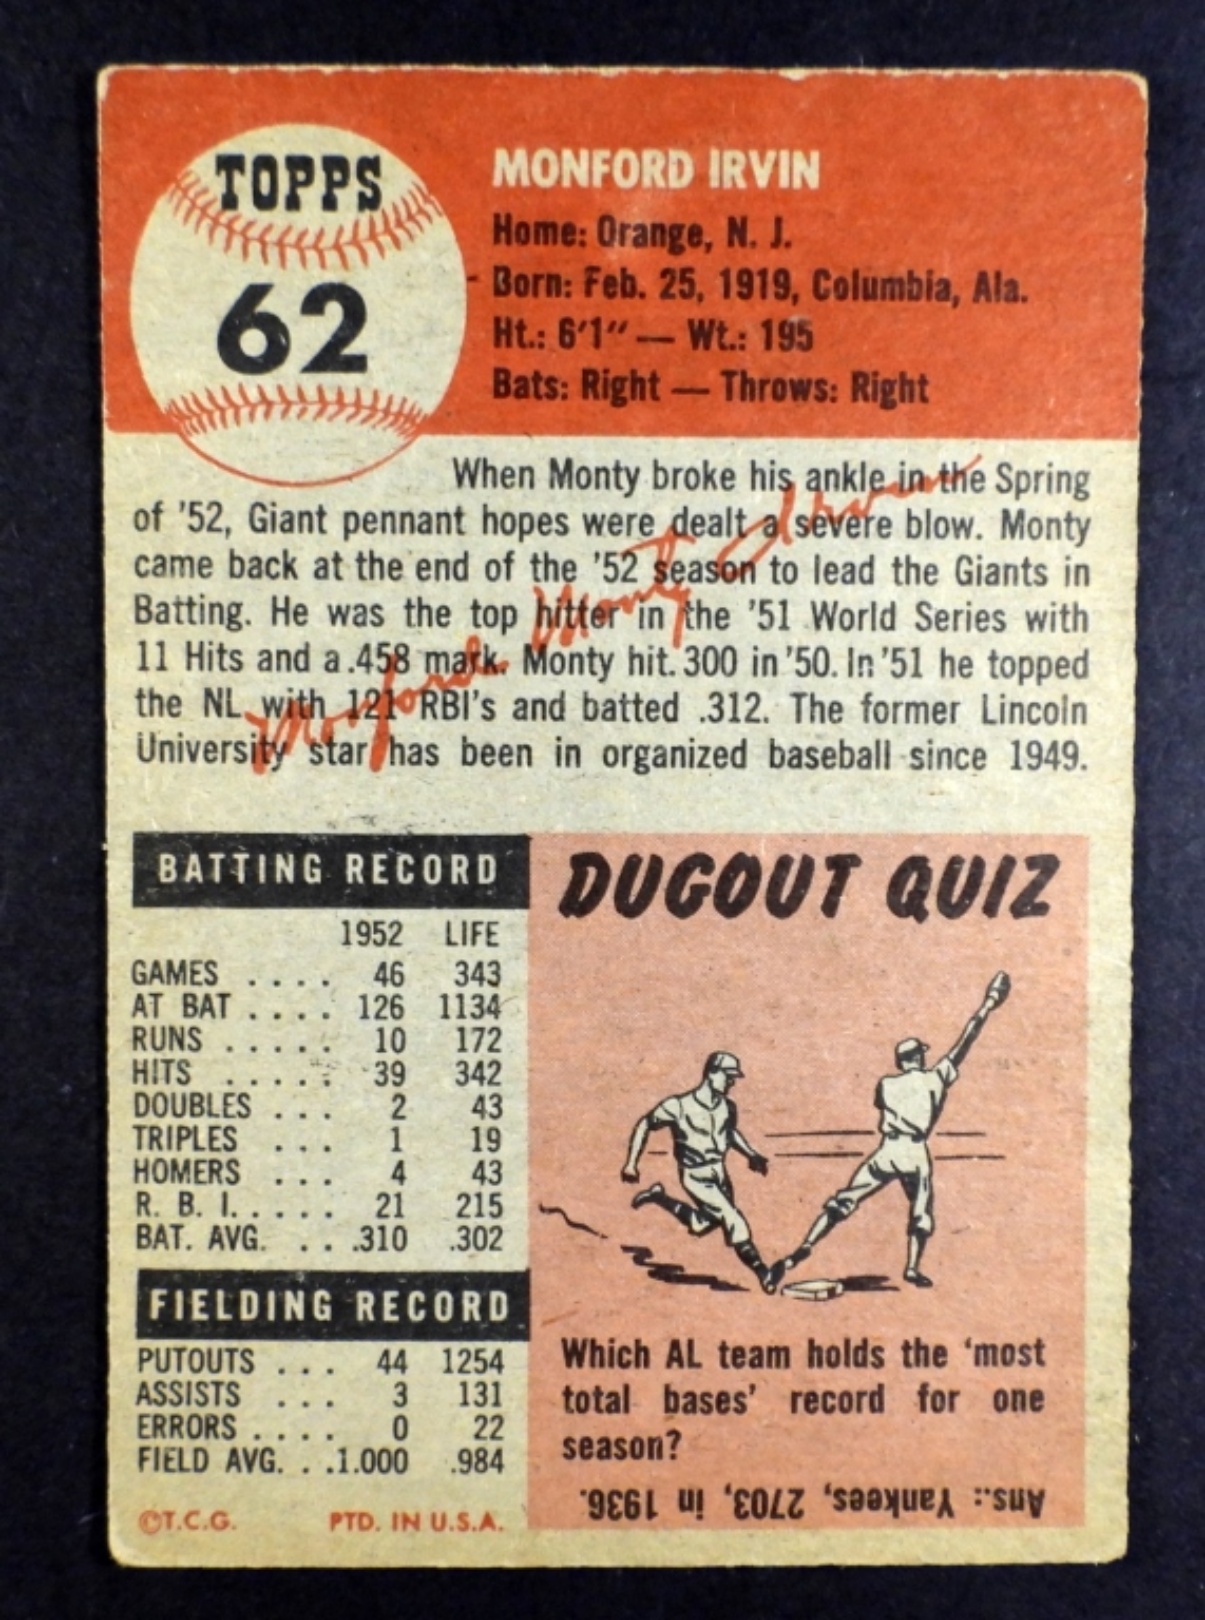 TOPPS
62
MONFORD IRVIN
Home: Orange, N. J.
Born: Feb. 25, 1919, Columbia, Ala.
Ht.: 6'1" — Wt.: 195
Bats: Right — Throws: Right
When Monty broke his ankle in the Spring
of '52, Giant pennant hopes were dealt a severe blow. Monty
came back at the end of the '52 season to lead the Giants in
Batting. He was the top hitter in the '51 World Series with
11 Hits and a .458 mark. Monty hit. 300 in '50. In '51 he topped
the NL with 121 RBI's and batted .312. The former Lincoln
University star has been in organized baseball since 1949.
Monford Monty Irvin
BATTING RECORD
1952 LIFE
GAMES . . . . 46 343
AT BAT . . . . 126 1134
RUNS . . . . . 10 172
HITS . . . . . 39 342
DOUBLES . . . 2 43
TRIPLES . . . 1 19
HOMERS . . . 4 43
R. B. I. . . . . 21 215
BAT. AVG. . . .310 .302
FIELDING RECORD
PUTOUTS . . . 44 1254
ASSISTS . . . 3 131
ERRORS . . . . 0 22
FIELD AVG. . .1.000 .984
©T.C.G. PTD. IN U.S.A.
DUGOUT QUIZ
Which AL team holds the 'most
total bases' record for one
season?
Ans.: Yankees, 2703, in 1936.